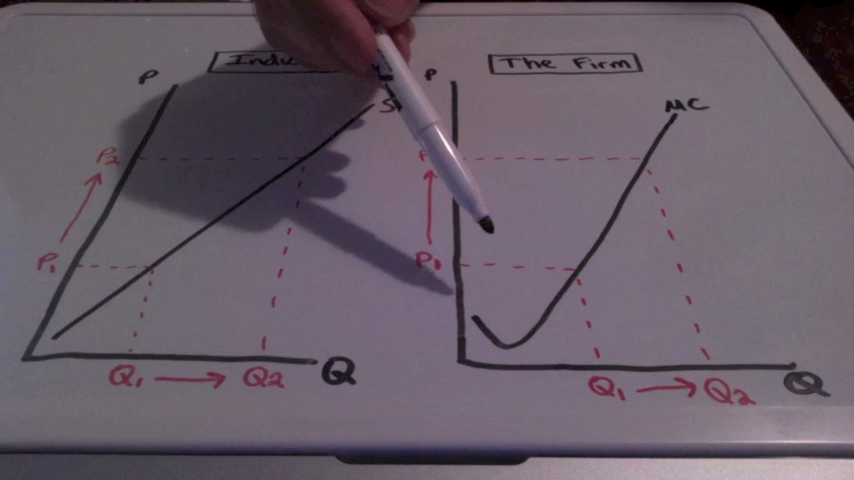 The Firm
P
P
S
MC
P₂
P₁
P₁
Q₁ → Q₂ Q
Q₁ → Q₂ Q